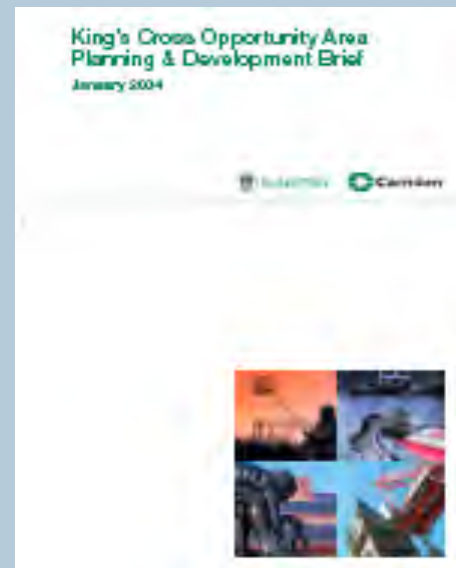 King's Cross Opportunity Area
Planning & Development Brief
January 2004
Camden